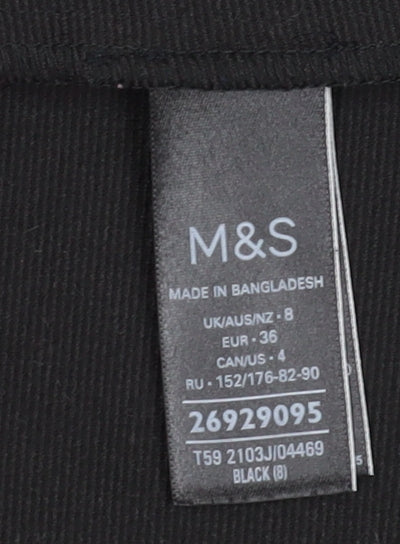 M&S
MADE IN BANGLADESH
UK/AUS/NZ • 8
EUR • 36
CAN/US • 4
RU • 152/176-82-90
26929095
T59 2103J/04469
BLACK (8)